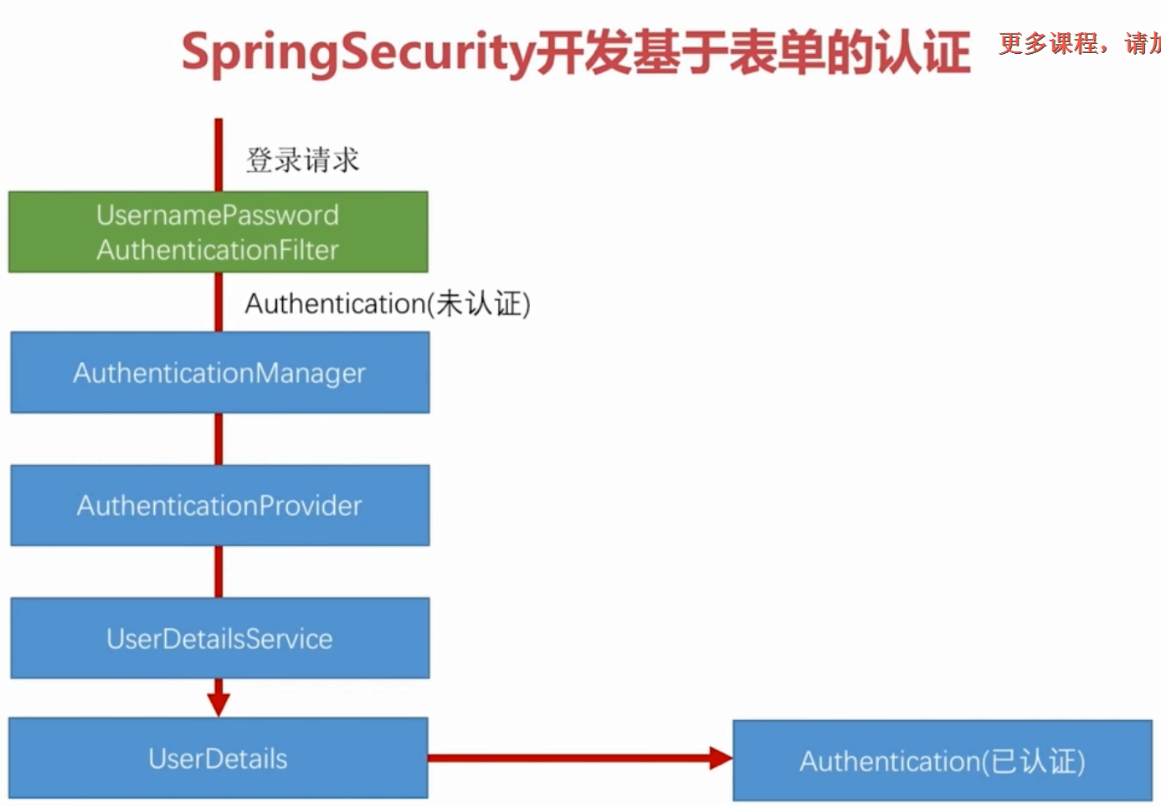 SpringSecurity开发基于表单的认证
更多课程，请加
登录请求
UsernamePassword
AuthenticationFilter
Authentication(未认证)
AuthenticationManager
AuthenticationProvider
UserDetailsService
UserDetails
Authentication(已认证)